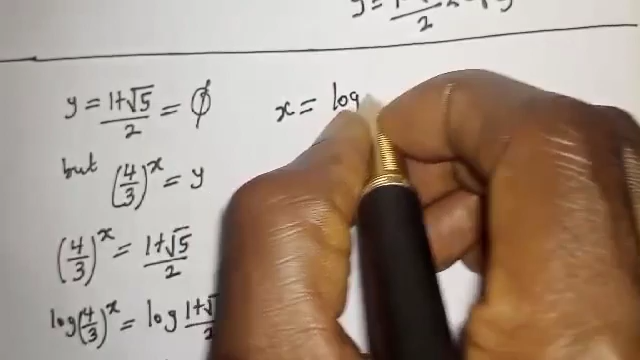 y = 1+√5/2 = ϕ
but (4/3)^x = y
(4/3)^x = 1+√5/2
log(4/3)^x = log 1+√
x = log